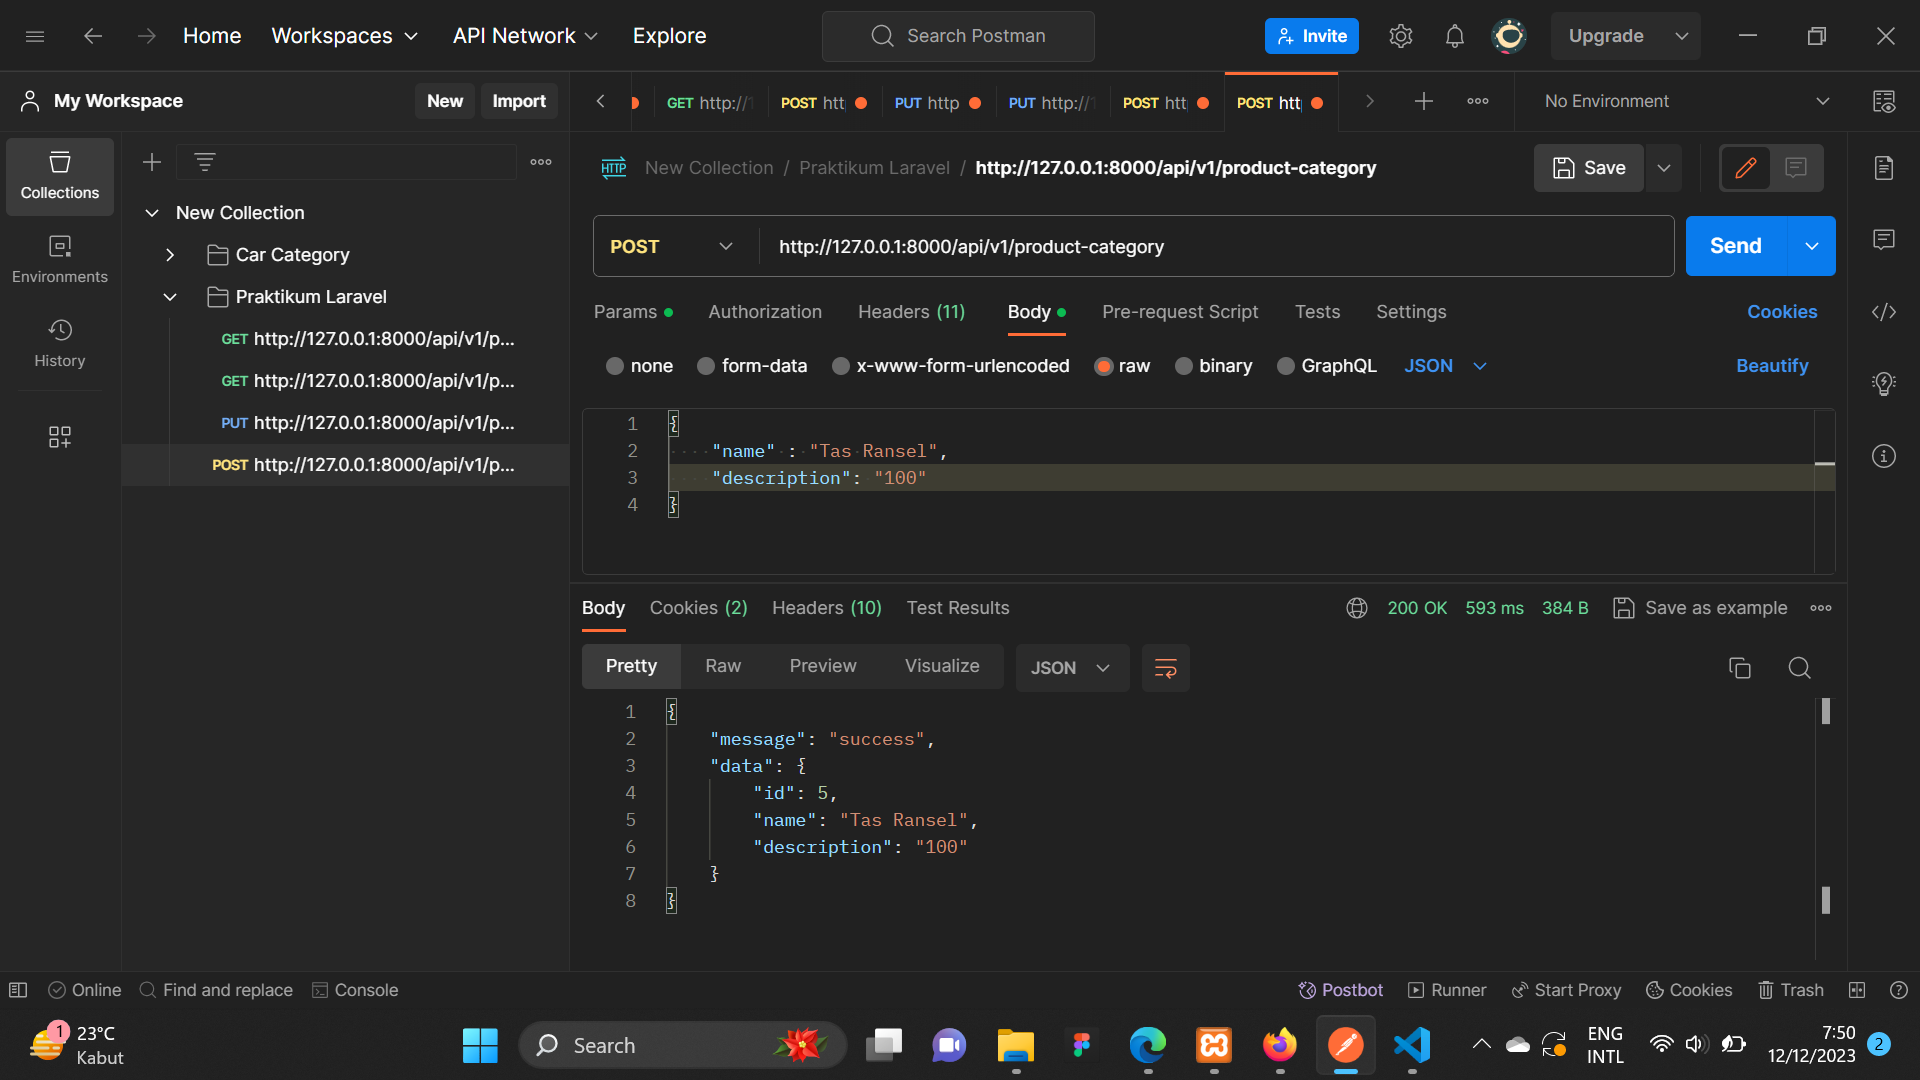 Home Workspaces API Network Explore Search Postman Invite Upgrade
My Workspace New Import GET http://1 POST htt PUT http PUT http:// POST htt POST htt No Environment
New Collection / Praktikum Laravel / http://127.0.0.1:8000/api/v1/product-category Save
Collections
Environments
History
New Collection
Car Category
Praktikum Laravel
GET http://127.0.0.1:8000/api/v1/p...
GET http://127.0.0.1:8000/api/v1/p...
PUT http://127.0.0.1:8000/api/v1/p...
POST http://127.0.0.1:8000/api/v1/p...
HTTP
POST http://127.0.0.1:8000/api/v1/product-category Send
Params Authorization Headers (11) Body Pre-request Script Tests Settings Cookies
none form-data x-www-form-urlencoded raw binary GraphQL JSON Beautify
1 {
2 "name" : "Tas Ransel",
3 "description": "100"
4 }
Body Cookies (2) Headers (10) Test Results 200 OK 593 ms 384 B Save as example
Pretty Raw Preview Visualize JSON
1 {
2 "message": "success",
3 "data": {
4 "id": 5,
5 "name": "Tas Ransel",
6 "description": "100"
7 }
8 }
Online Find and replace Console Postbot Runner Start Proxy Cookies Trash
1 23°C
Kabut
Search
ENG
INTL
7:50
12/12/2023
2